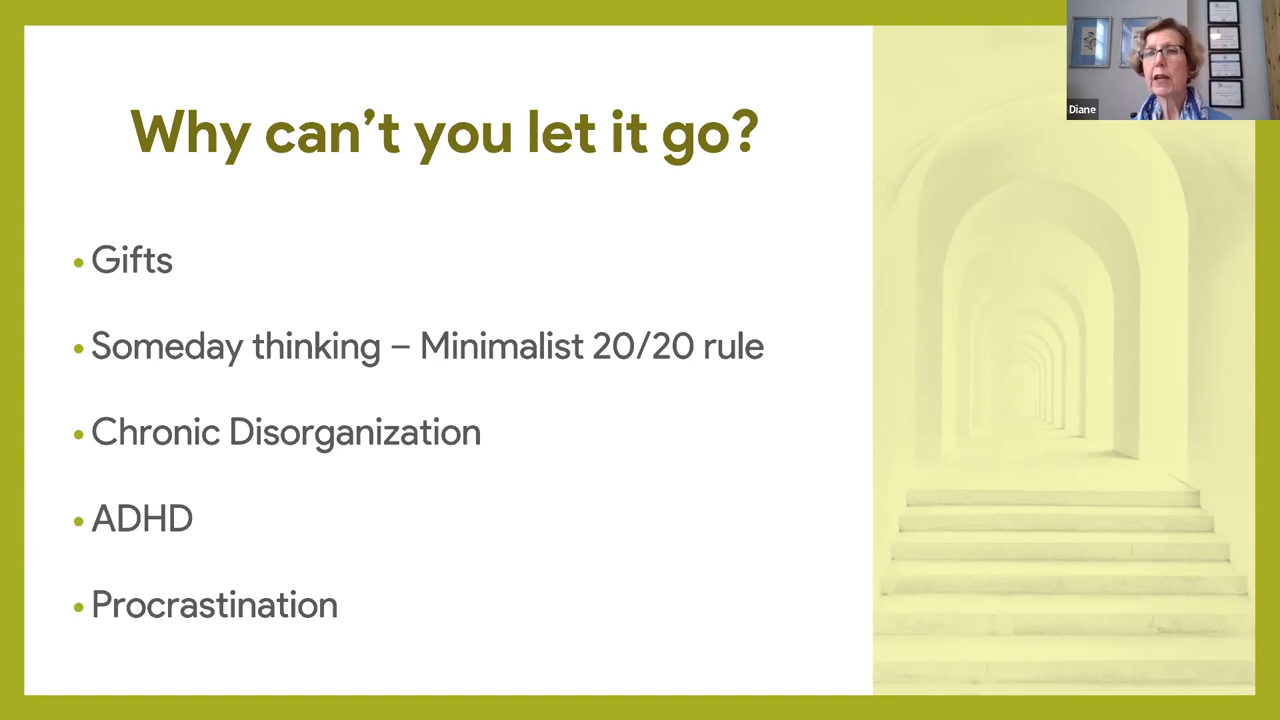 Why can’t you let it go?
• Gifts
• Someday thinking – Minimalist 20/20 rule
• Chronic Disorganization
• ADHD
• Procrastination
Diane